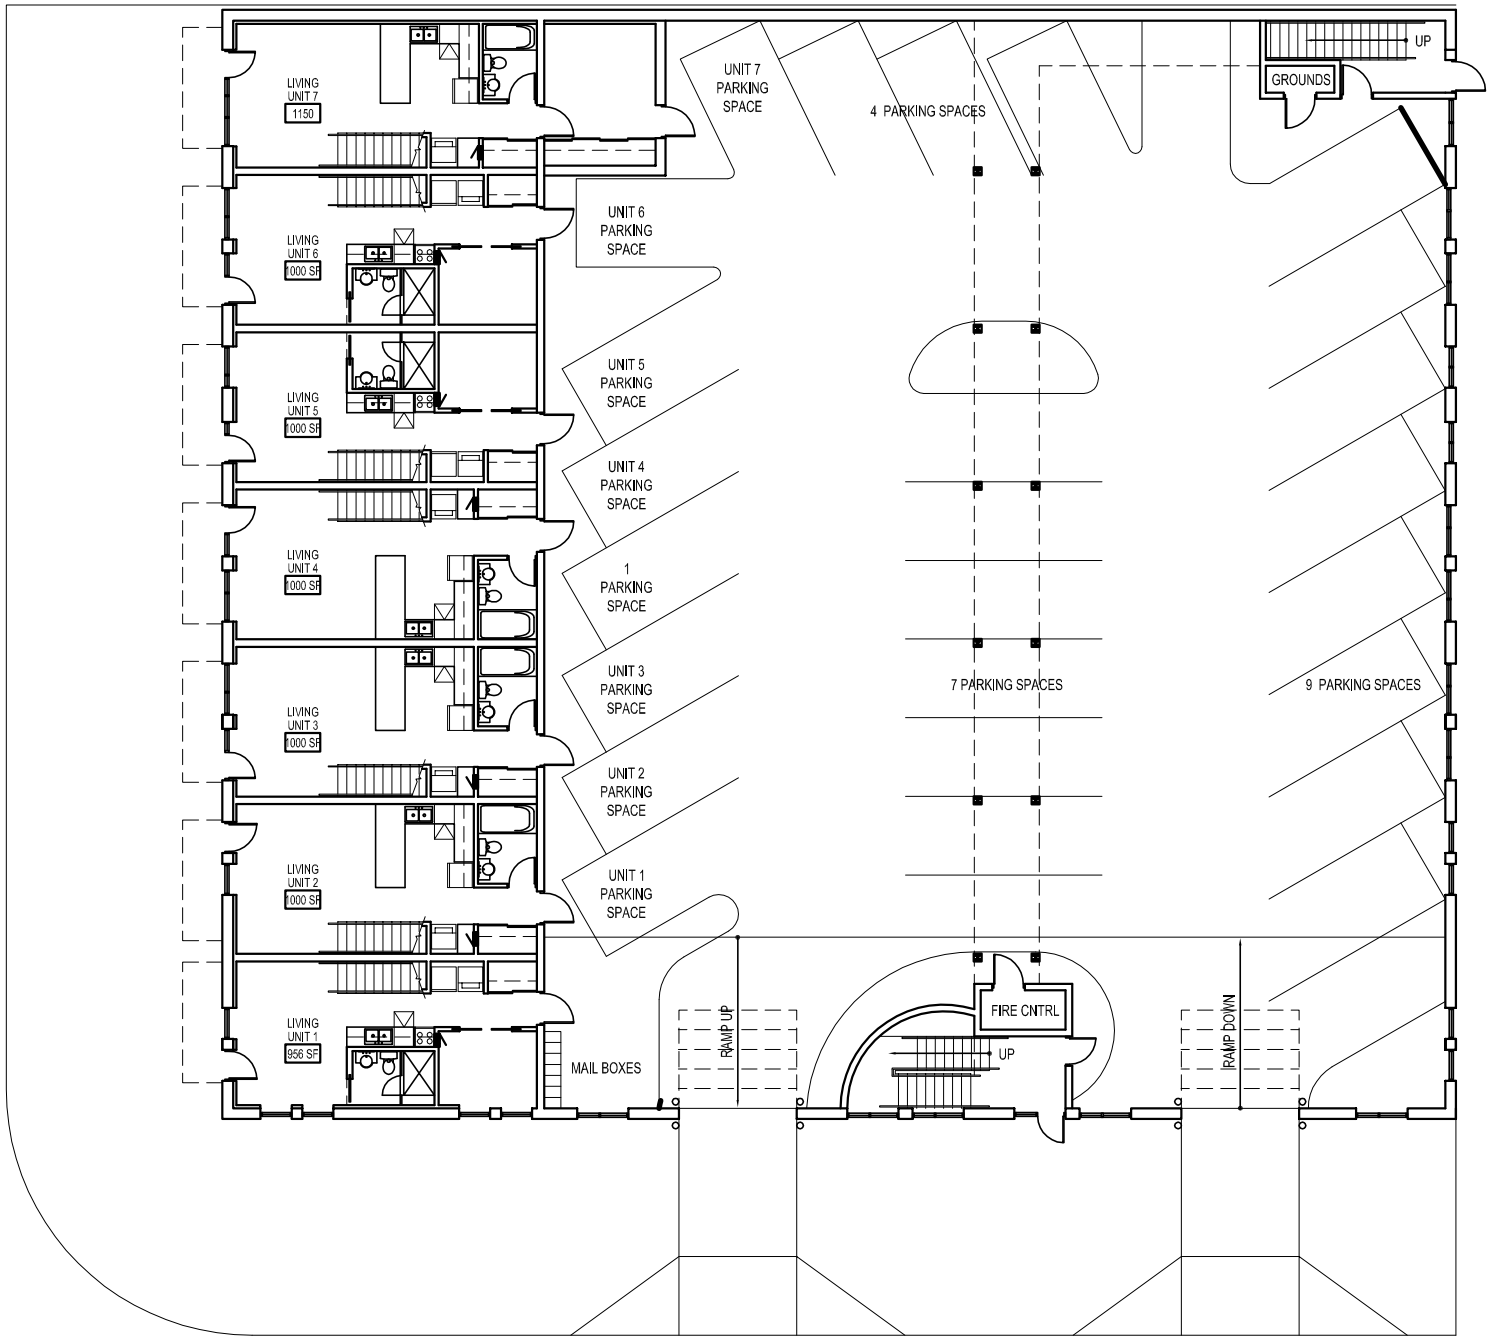 LIVING
UNIT 7
1150
UNIT 7
PARKING
SPACE
4 PARKING SPACES
UP
GROUNDS
LIVING
UNIT 6
1000 SF
UNIT 6
PARKING
SPACE
LIVING
UNIT 5
1000 SF
UNIT 5
PARKING
SPACE
UNIT 4
PARKING
SPACE
LIVING
UNIT 4
1000 SF
1
PARKING
SPACE
LIVING
UNIT 3
1000 SF
UNIT 3
PARKING
SPACE
7 PARKING SPACES
9 PARKING SPACES
UNIT 2
PARKING
SPACE
LIVING
UNIT 2
1000 SF
UNIT 1
PARKING
SPACE
LIVING
UNIT 1
956 SF
MAIL BOXES
RAMP UP
FIRE CNTRL
UP
RAMP DOWN